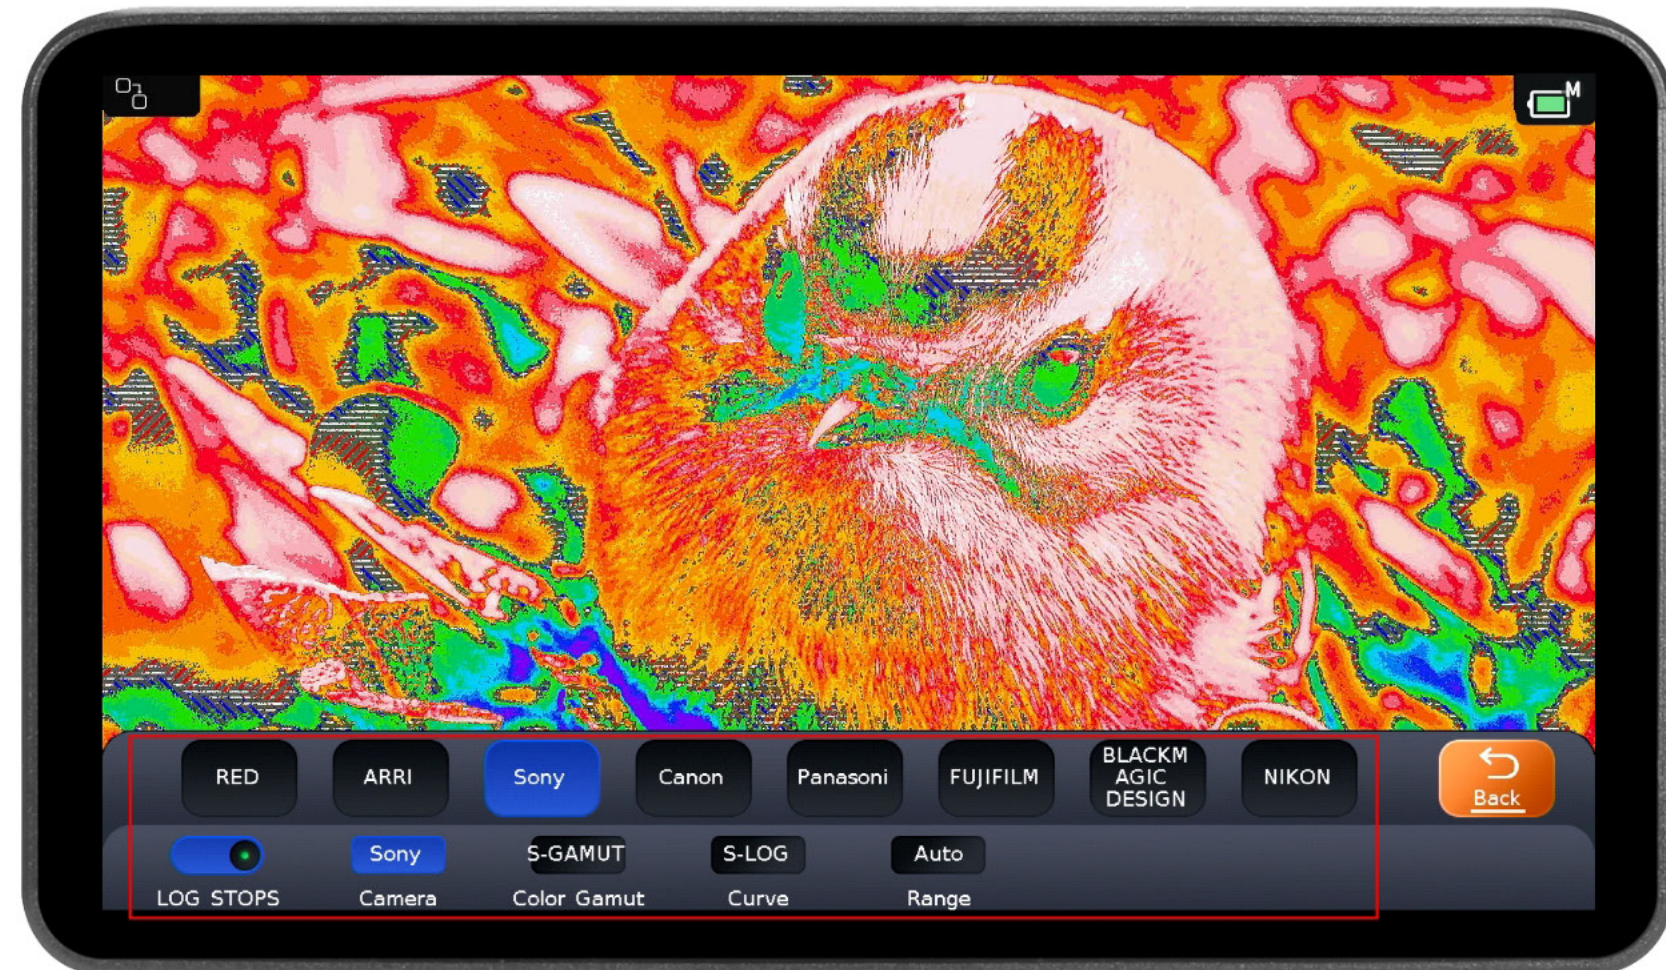 M
RED
ARRI
Sony
Canon
Panasoni
FUJIFILM
BLACKM
AGIC
DESIGN
NIKON
Back
Sony
S-GAMUT
S-LOG
Auto
LOG STOPS
Camera
Color Gamut
Curve
Range